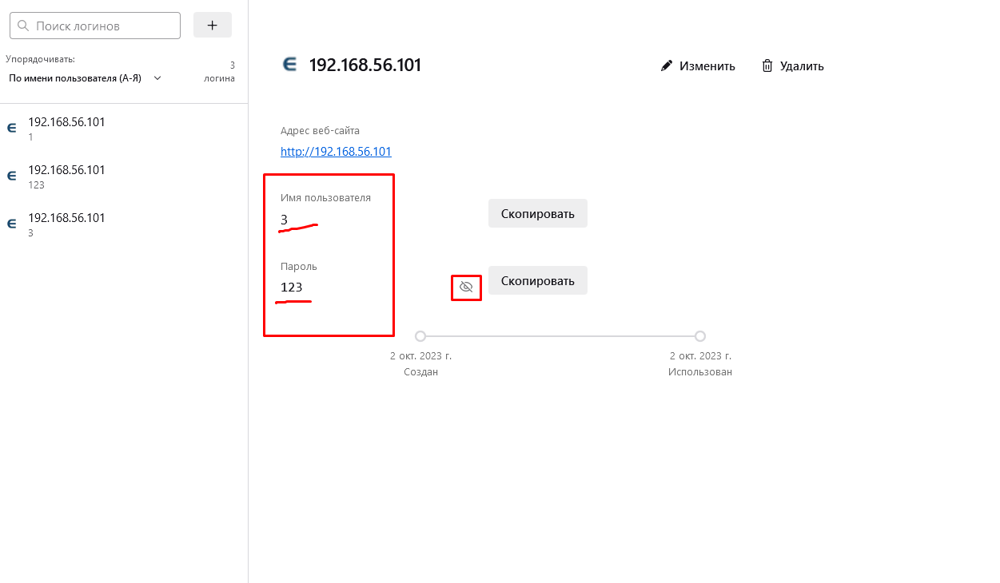 Поиск логинов
+
Упорядочивать:
По имени пользователя (А-Я)
3
логина
192.168.56.101
1
192.168.56.101
123
192.168.56.101
3
192.168.56.101
Изменить
Удалить
Адрес веб-сайта
http://192.168.56.101
Имя пользователя
3
Скопировать
Пароль
123
Скопировать
2 окт. 2023 г.
Создан
2 окт. 2023 г.
Использован